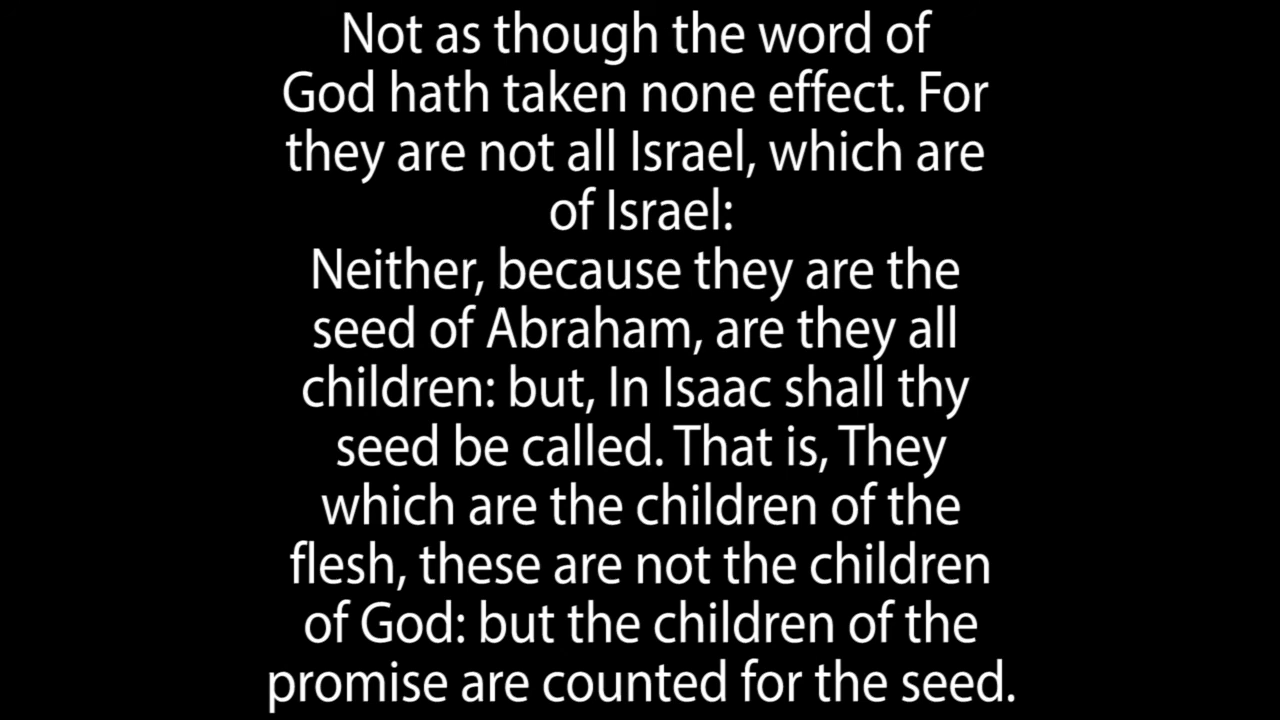 Not as though the word of
God hath taken none effect. For
they are not all Israel, which are
of Israel:
Neither, because they are the
seed of Abraham, are they all
children: but, In Isaac shall thy
seed be called. That is, They
which are the children of the
flesh, these are not the children
of God: but the children of the
promise are counted for the seed.